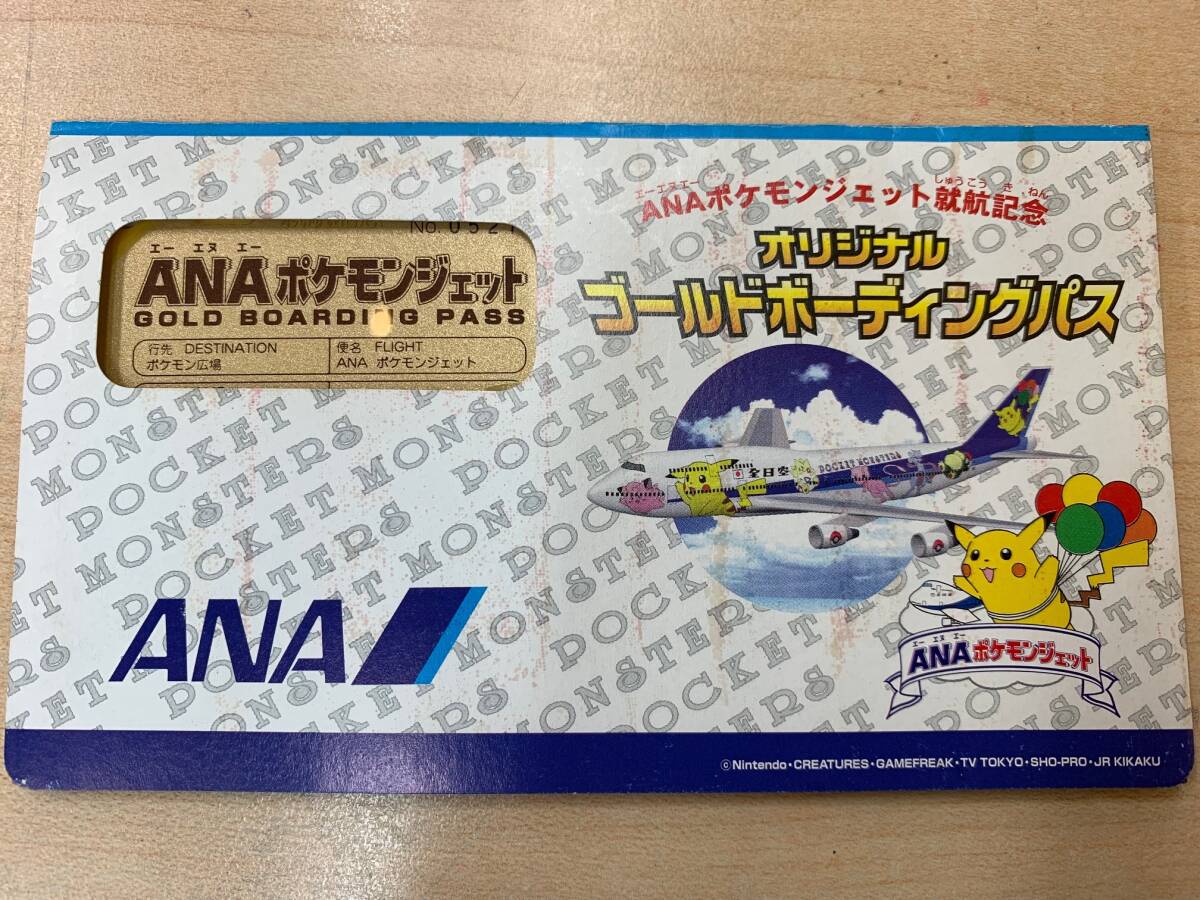 No. 0521
エー エヌ エー
ANAポケモンジェット
GOLD BOARDING PASS
行先 DESTINATION
ポケモン広場
便名 FLIGHT
ANA ポケモンジェット
エーエヌエー しゅうこう き ねん
ANAポケモンジェット就航記念
オリジナル
ゴールドボーディングパス
全日空
POCKET MONSTERS
エー エヌ エー
ANAポケモンジェット
ANA
POCKET MONSTERS
©Nintendo・CREATURES・GAMEFREAK・TV TOKYO・SHO-PRO・JR KIKAKU